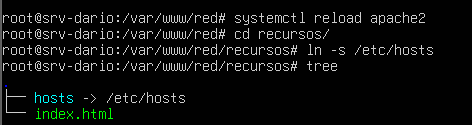 root@srv-dario:/var/www/red# systemctl reload apache2
root@srv-dario:/var/www/red# cd recursos/
root@srv-dario:/var/www/red/recursos# ln -s /etc/hosts
root@srv-dario:/var/www/red/recursos# tree
.
├── hosts -> /etc/hosts
└── index.html